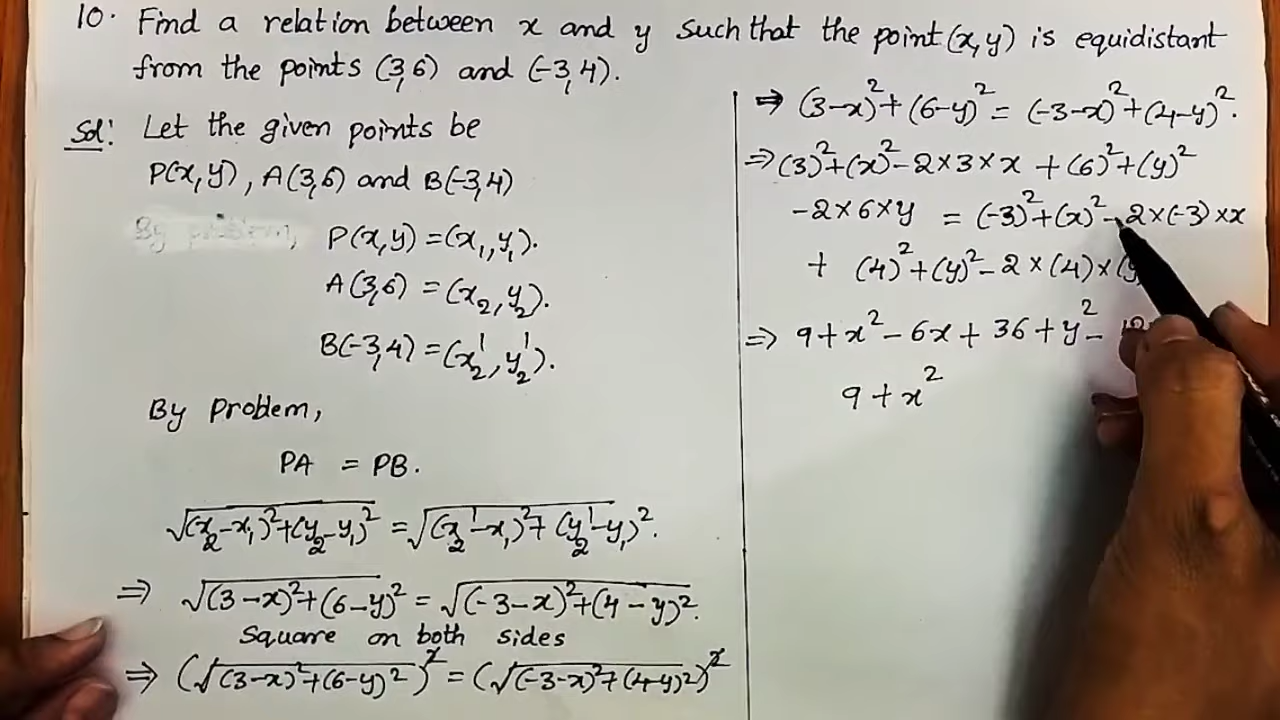 10. Find a relation between x and y such that the point (x,y) is equidistant
from the points (3,6) and (-3,4).
Sol: Let the given points be
P(x,y), A(3,6) and B(-3,4)
By problem,
P(x,y) = (x₁,y₁).
A(3,6) = (x₂,y₂).
B(-3,4) = (x₂',y₂').
By Problem,
PA = PB.
√(x₂-x₁)²+(y₂-y₁)² = √(x₂'-x₁)²+(y₂'-y₁)².
⇒ √(3-x)²+(6-y)² = √(-3-x)²+(4-y)².
Square on both sides
⇒ (√(3-x)²+(6-y)²)² = (√(-3-x)²+(4-y)²)²
⇒ (3-x)²+(6-y)² = (-3-x)²+(4-y)².
⇒ (3)²+(x)²-2×3×x+(6)²+(y)²
-2×6×y = (-3)²+(x)²-2×(-3)×x
+ (4)²+(y)²-2×(4)×(y
⇒ 9+x²-6x+36+y²-
9+x²